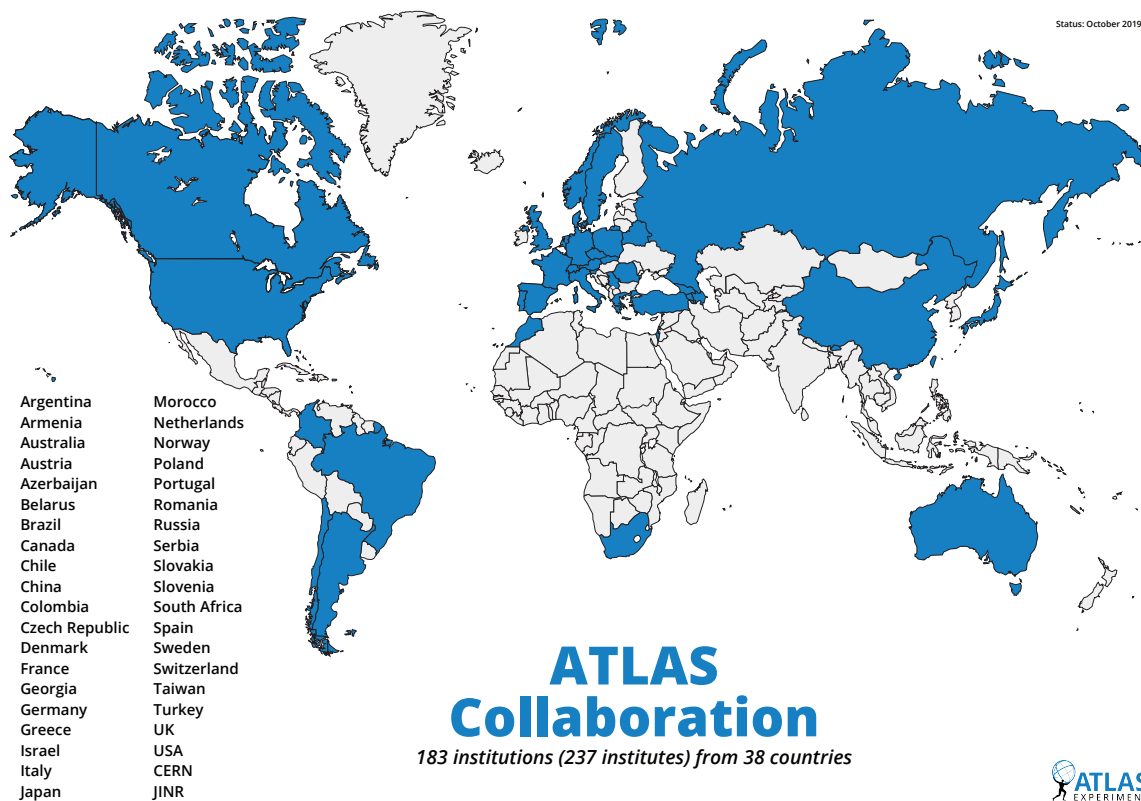 Status: October 2019
Argentina
Armenia
Australia
Austria
Azerbaijan
Belarus
Brazil
Canada
Chile
China
Colombia
Czech Republic
Denmark
France
Georgia
Germany
Greece
Israel
Italy
Japan
Morocco
Netherlands
Norway
Poland
Portugal
Romania
Russia
Serbia
Slovakia
Slovenia
South Africa
Spain
Sweden
Switzerland
Taiwan
Turkey
UK
USA
CERN
JINR
ATLAS
Collaboration
183 institutions (237 institutes) from 38 countries
ATLAS
EXPERIMENT